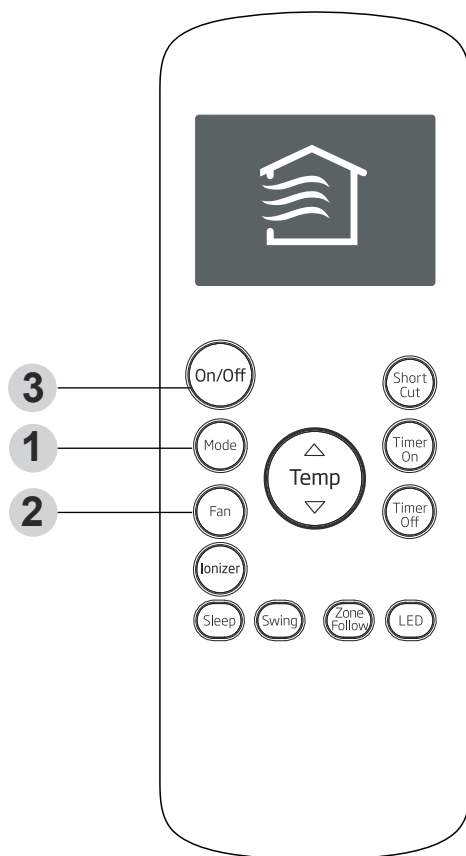 3
On/Off
Short
Cut
1
Mode
Temp
Timer
On
2
Fan
Timer
Off
Ionizer
Sleep
Swing
Zone
Follow
LED